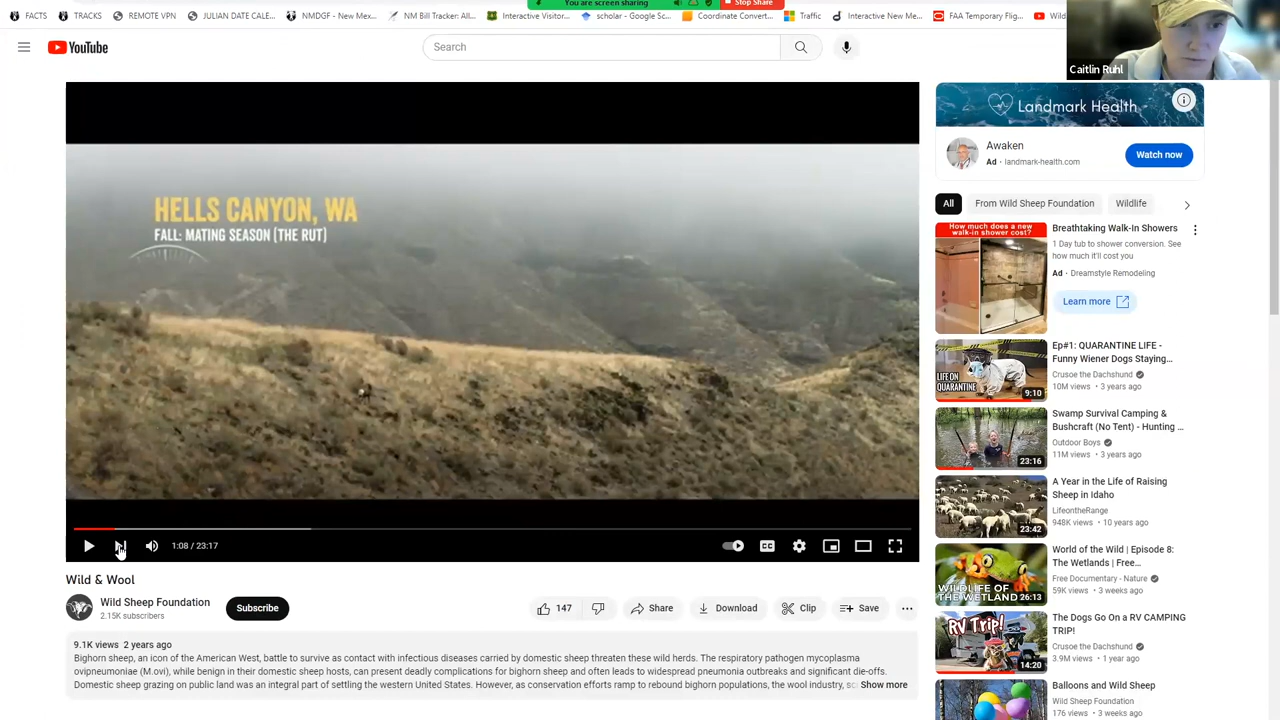 You are screen sharing
Stop Share
FACTS
TRACKS
REMOTE VPN
JULIAN DATE CALE...
NMDGF - New Mex...
NM Bill Tracker: All...
Interactive Visitor...
scholar - Google Sc...
Coordinate Convert...
Traffic
Interactive New Me...
FAA Temporary Flig...
Wild
YouTube
Search
Caitlin Ruhl
HELLS CANYON, WA
FALL: MATING SEASON (THE RUT)
1:08 / 23:17
CC
Wild & Wool
Wild Sheep Foundation
2.15K subscribers
Subscribe
147
Share
Download
Clip
Save
9.1K views 2 years ago
Bighorn sheep, an icon of the American West, battle to survive as contact with infectious diseases carried by domestic sheep threaten these wild herds. The respiratory pathogen mycoplasma
ovipneumoniae (M.ovi), while benign in their domestic sheep hosts, can present deadly complications for bighorn sheep and often leads to widespread pneumonia outbreaks and significant die-offs.
Domestic sheep grazing on public land was an integral part of settling the western United States. However, as conservation efforts ramp to rebound bighorn populations, the wool industry, Show more
Landmark Health
Awaken
Ad • landmark-health.com
Watch now
All
From Wild Sheep Foundation
Wildlife
How much does a new
walk-in shower cost?
Breathtaking Walk-In Showers
1 Day tub to shower conversion. See
how much it'll cost you
Ad • Dreamstyle Remodeling
Learn more
LIFE ON
QUARANTINE
9:10
Ep#1: QUARANTINE LIFE -
Funny Wiener Dogs Staying...
Crusoe the Dachshund
10M views • 3 years ago
23:16
Swamp Survival Camping &
Bushcraft (No Tent) - Hunting ...
Outdoor Boys
11M views • 3 years ago
23:42
A Year in the Life of Raising
Sheep in Idaho
LifeontheRange
948K views • 10 years ago
WILDLIFE OF
THE WETLAND
26:13
World of the Wild | Episode 8:
The Wetlands | Free...
Free Documentary - Nature
59K views • 3 weeks ago
RV TRIP!
14:20
The Dogs Go On a RV CAMPING
TRIP!
Crusoe the Dachshund
3.9M views • 1 year ago
Balloons and Wild Sheep
Wild Sheep Foundation
176 views • 3 weeks ago